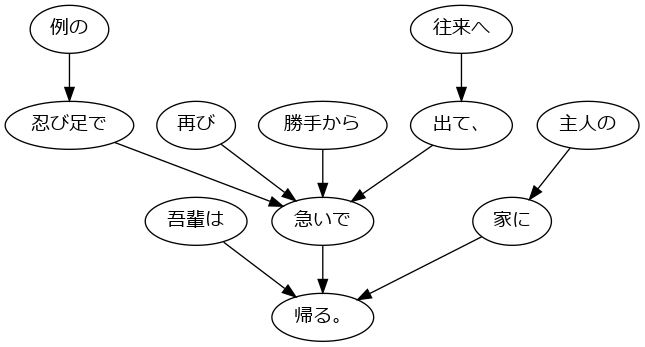 例の
往来へ
忍び足で
再び
勝手から
出て、
主人の
吾輩は
急いで
家に
帰る。